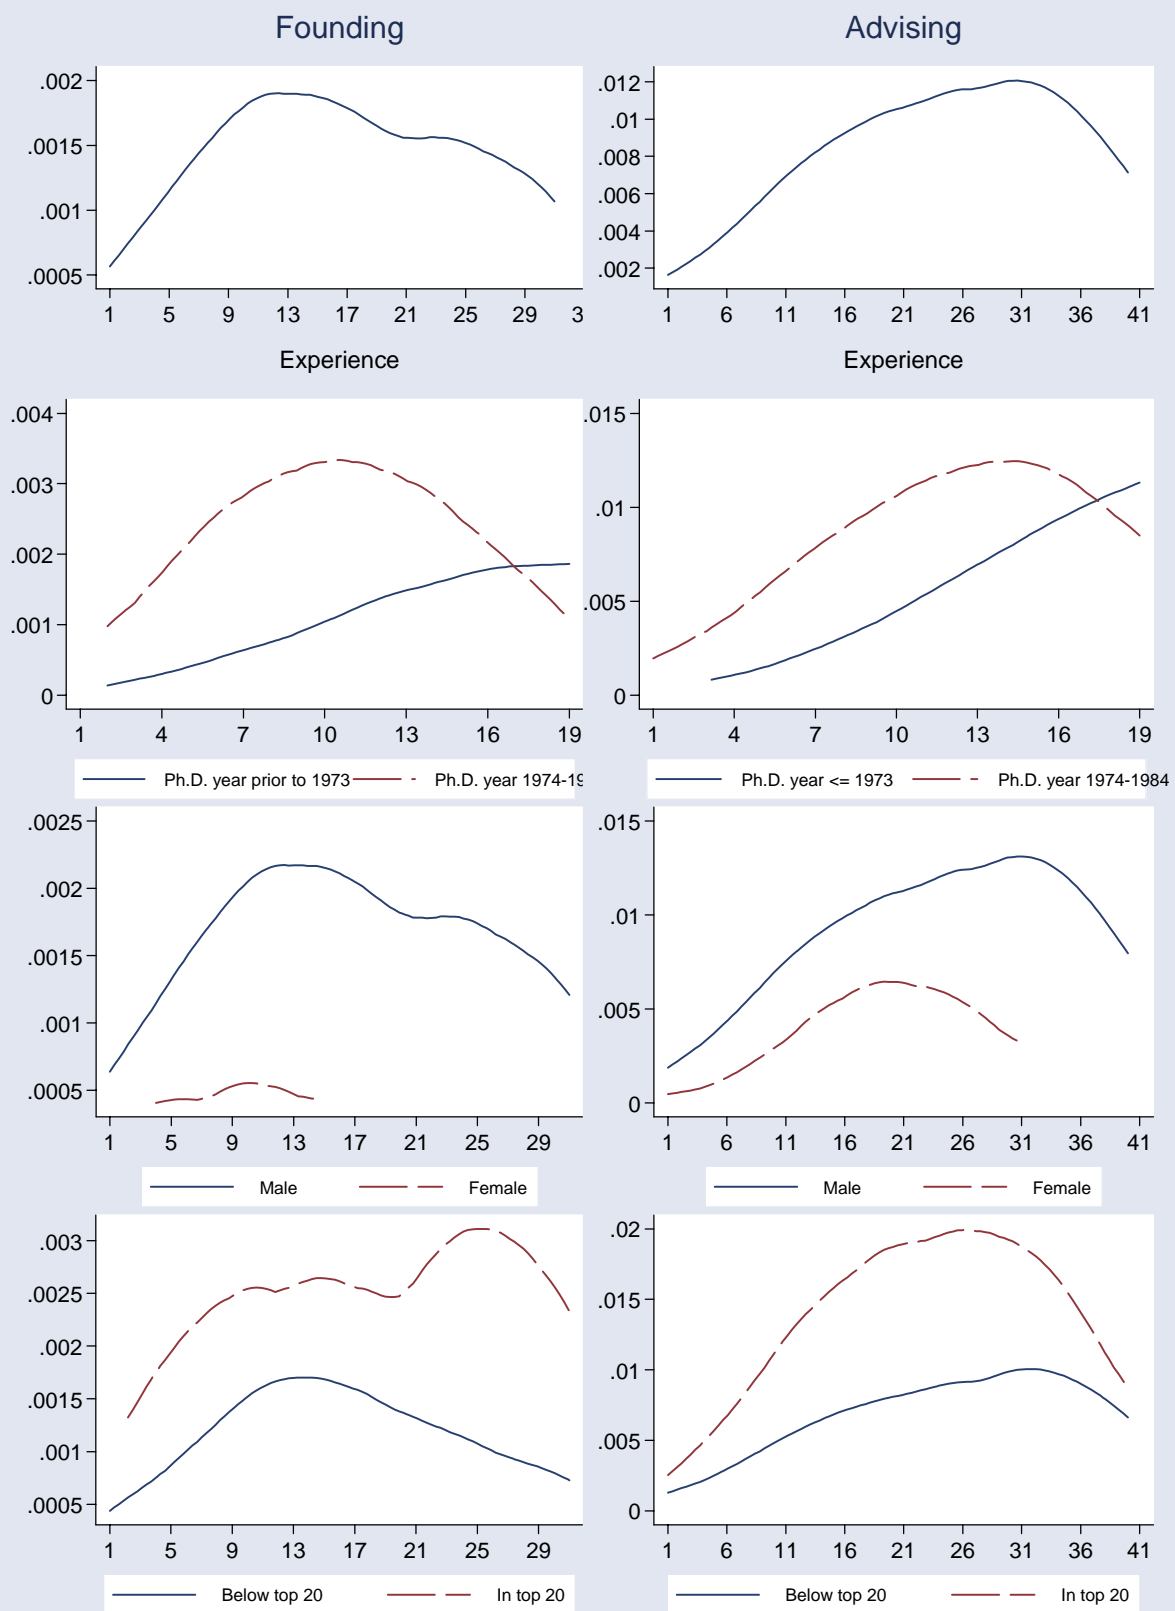 Founding
Advising
.002
.0015
.001
.0005
1 5 9 13 17 21 25 29 3
Experience
.012
.01
.008
.006
.004
.002
1 6 11 16 21 26 31 36 41
Experience
.004
.003
.002
.001
0
1 4 7 10 13 16 19
Ph.D. year prior to 1973 Ph.D. year 1974-19
.015
.01
.005
0
1 4 7 10 13 16 19
Ph.D. year <= 1973 Ph.D. year 1974-1984
.0025
.002
.0015
.001
.0005
1 5 9 13 17 21 25 29
Male Female
.015
.01
.005
0
1 6 11 16 21 26 31 36 41
Male Female
.003
.0025
.002
.0015
.001
.0005
1 5 9 13 17 21 25 29
Below top 20 In top 20
.02
.015
.01
.005
0
1 6 11 16 21 26 31 36 41
Below top 20 In top 20